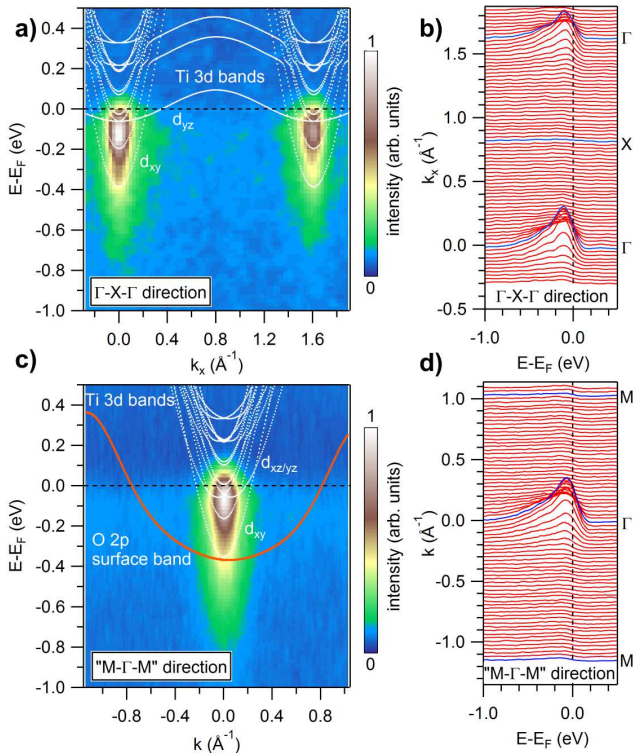 a)
E-E_F (eV)
0.4
0.2
0.0
-0.2
-0.4
-0.6
-0.8
-1.0
Ti 3d bands
d_yz
d_xy
Γ-X-Γ direction
0.0
0.4
0.8
1.2
1.6
k_x (Å⁻¹)
1
intensity (arb. units)
0
b)
k_x (Å⁻¹)
1.5
1.0
0.5
0.0
-0.5
Γ
X
Γ
Γ-X-Γ direction
-1.0
0.0
E-E_F (eV)
c)
E-E_F (eV)
0.4
0.2
0.0
-0.2
-0.4
-0.6
-0.8
-1.0
Ti 3d bands
d_xz/yz
d_xy
O 2p
surface band
"M-Γ-M" direction
-0.8
-0.4
0.0
0.4
0.8
k (Å⁻¹)
1
intensity (arb. units)
0
d)
k (Å⁻¹)
1.0
0.5
0.0
-0.5
-1.0
M
Γ
M
"M-Γ-M" direction
-1.0
0.0
E-E_F (eV)